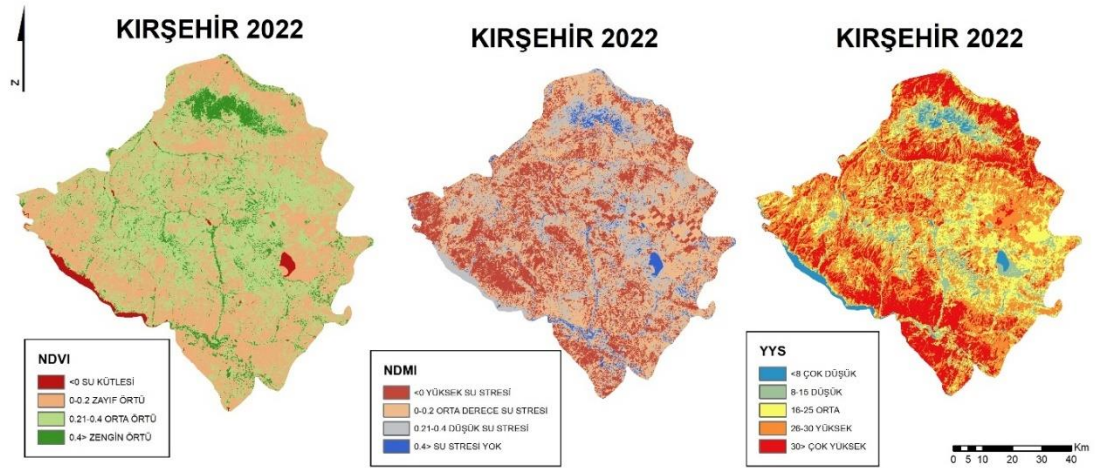 KIRŞEHİR 2022
KIRŞEHİR 2022
KIRŞEHİR 2022
N
NDVI
<0 SU KÜTLESİ
0-0.2 ZAYIF ÖRTÜ
0.21-0.4 ORTA ÖRTÜ
0.4> ZENGİN ÖRTÜ
NDMI
<0 YÜKSEK SU STRESİ
0-0.2 ORTA DERECE SU STRESİ
0.21-0.4 DÜŞÜK SU STRESİ
0.4> SU STRESİ YOK
YYS
<8 ÇOK DÜŞÜK
8-15 DÜŞÜK
16-25 ORTA
26-30 YÜKSEK
30> ÇOK YÜKSEK
Km
0 5 10 20 30 40